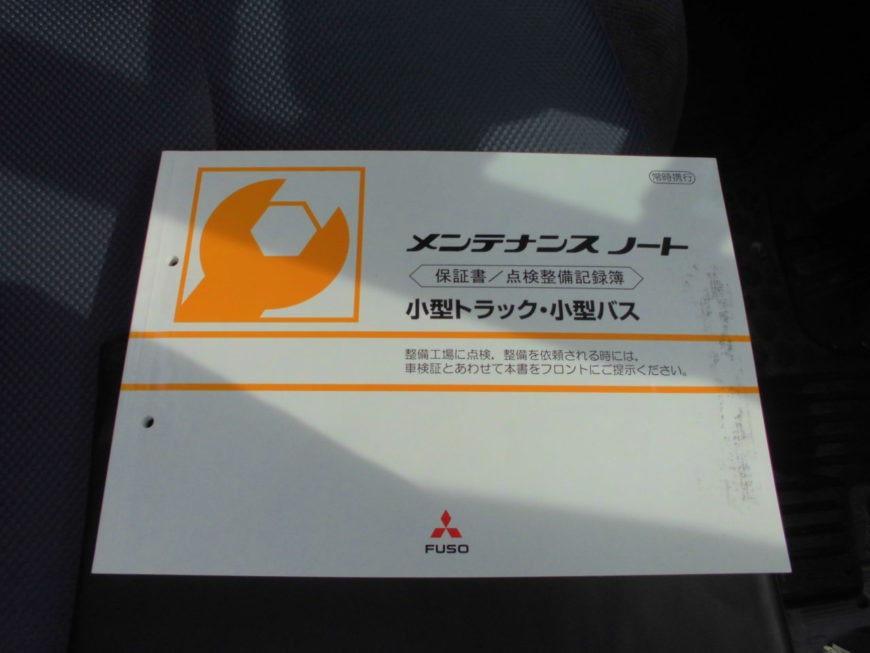 常時携行
メンテナンス ノート
保証書／点検整備記録簿
小型トラック・小型バス
整備工場に点検，整備を依頼される時には，
車検証とあわせて本書をフロントにご提示ください。
FUSO